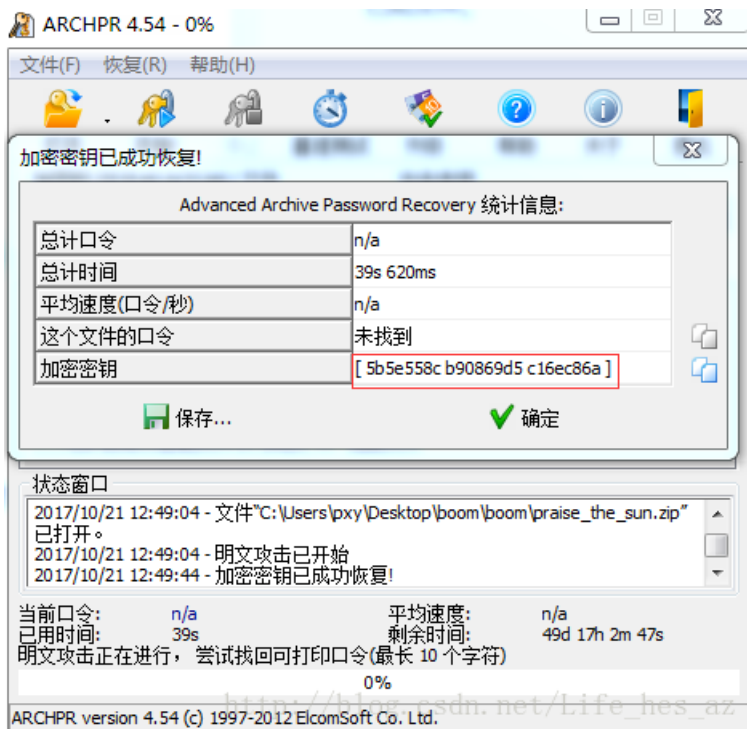 ARCHPR 4.54 - 0%
文件(F) 恢复(R) 帮助(H)
加密密钥已成功恢复!
Advanced Archive Password Recovery 统计信息:
总计口令 n/a
总计时间 39s 620ms
平均速度(口令/秒) n/a
这个文件的口令 未找到
加密密钥 [ 5b5e558c b90869d5 c16ec86a ]
保存... 确定
状态窗口
2017/10/21 12:49:04 - 文件“C:\Users\pxy\Desktop\boom\boom\praise_the_sun.zip”
已打开。
2017/10/21 12:49:04 - 明文攻击已开始
2017/10/21 12:49:44 - 加密密钥已成功恢复!
当前口令: n/a 平均速度: n/a
已用时间: 39s 剩余时间: 49d 17h 2m 47s
明文攻击正在进行， 尝试找回可打印口令(最长 10 个字符)
0%
http://blog.csdn.net/Life_hes_az
ARCHPR version 4.54 (c) 1997-2012 ElcomSoft Co. Ltd.